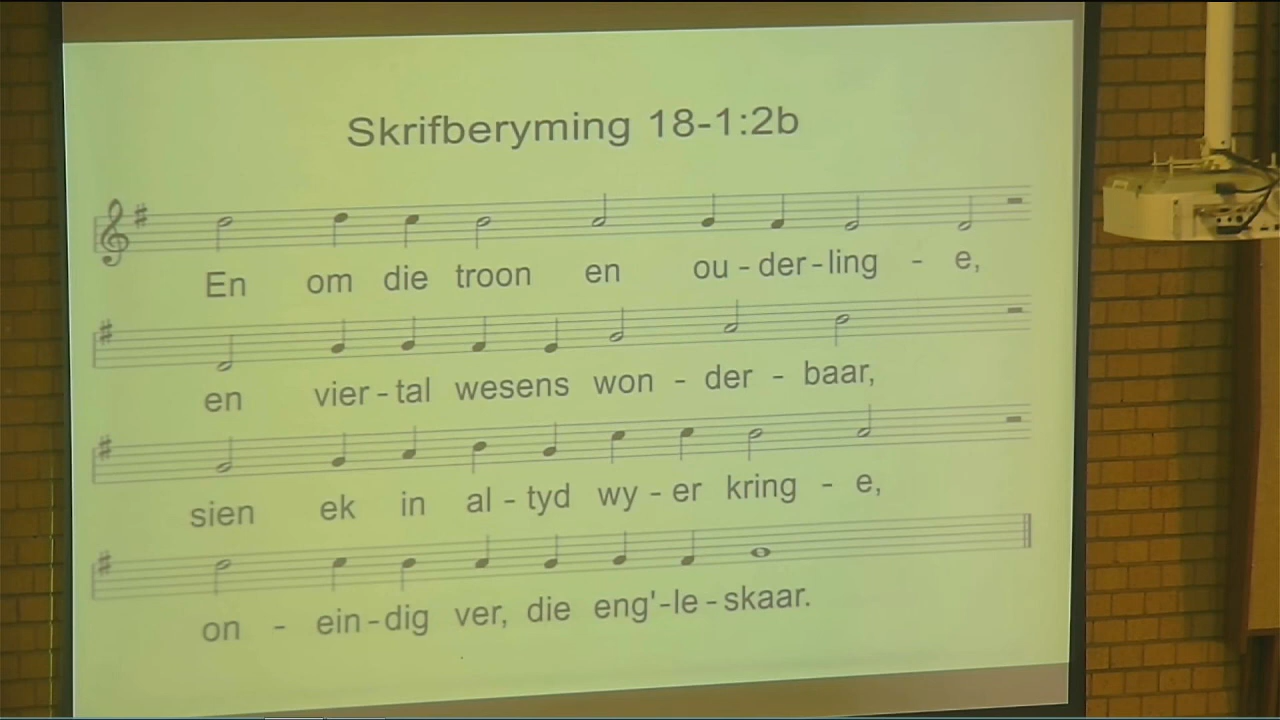 Skrifberyming 18-1:2b
En om die troon en ou - der - ling - e,
en vier - tal wesens won - der - baar,
sien ek in al - tyd wy - er kring - e,
on - ein - dig ver, die eng'-le - skaar.